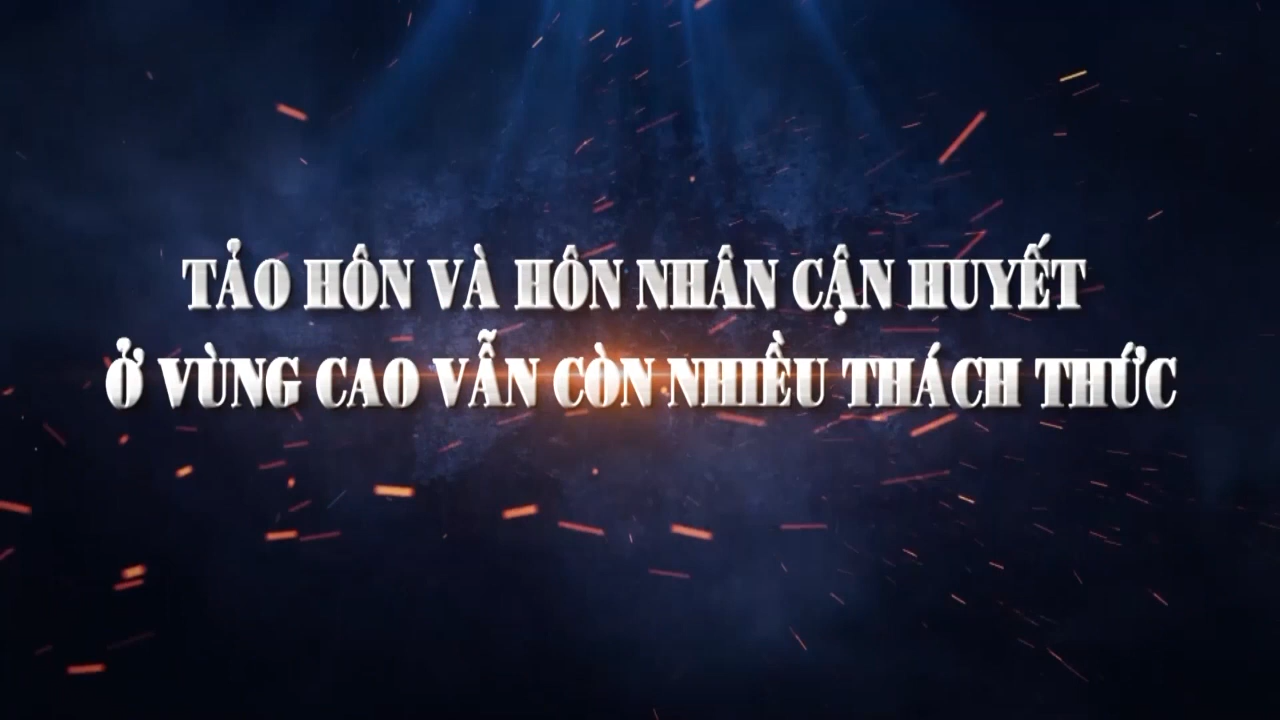 TẢO HÔN VÀ HÔN NHÂN CẬN HUYẾT
Ở VÙNG CAO VẪN CÒN NHIỀU THÁCH THỨC